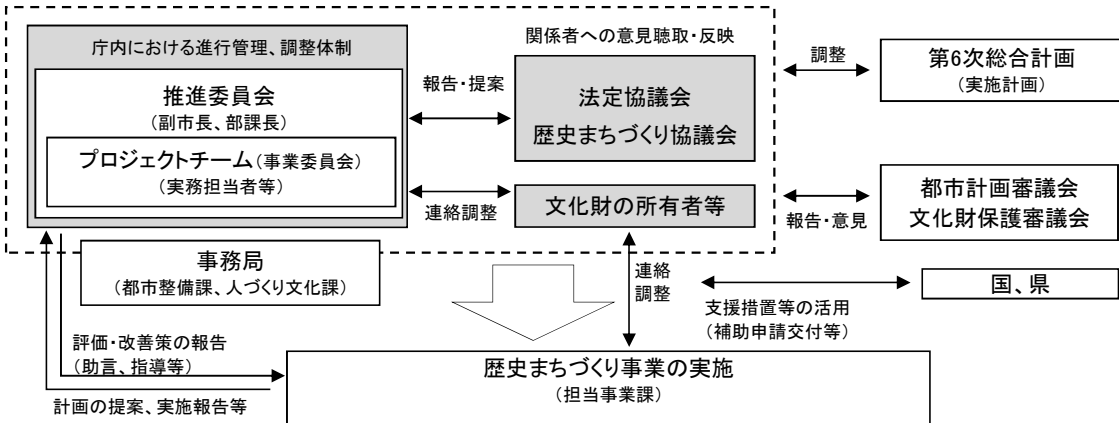 庁内における進行管理、調整体制
推進委員会
(副市長、部課長)
プロジェクトチーム(事業委員会)
(実務担当者等)
報告・提案
連絡調整
関係者への意見聴取・反映
法定協議会
歴史まちづくり協議会
文化財の所有者等
調整
第6次総合計画
(実施計画)
報告・意見
都市計画審議会
文化財保護審議会
事務局
(都市整備課、人づくり文化課)
連絡
調整
国、県
支援措置等の活用
(補助申請交付等)
評価・改善策の報告
(助言、指導等)
計画の提案、実施報告等
歴史まちづくり事業の実施
(担当事業課)